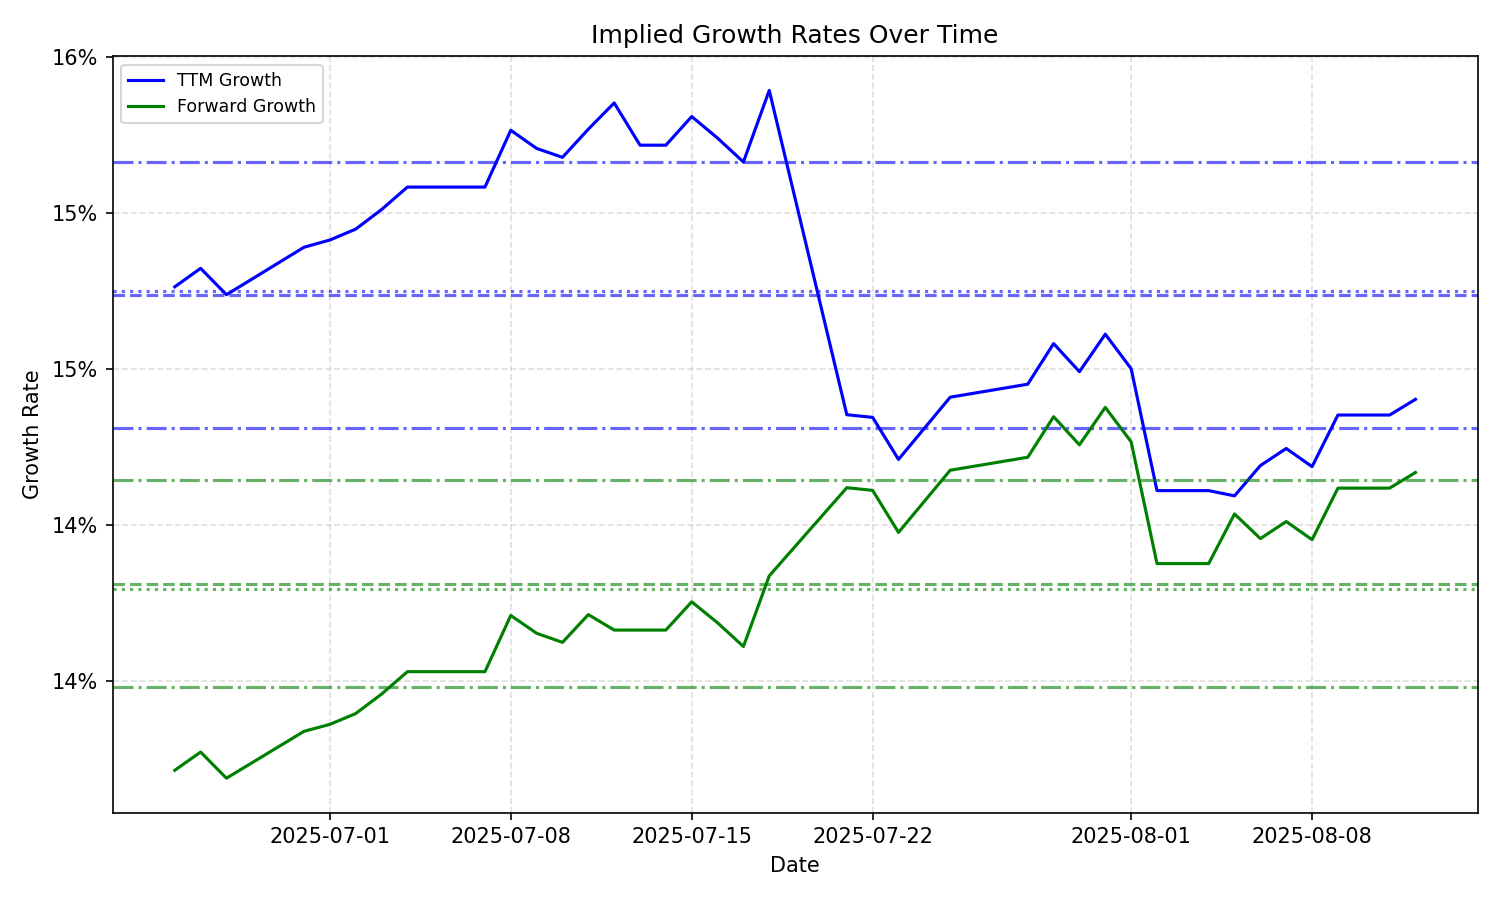 Implied Growth Rates Over Time
16%
TTM Growth
Forward Growth
15%
15%
14%
14%
Growth Rate
2025-07-01
2025-07-08
2025-07-15
2025-07-22
2025-08-01
2025-08-08
Date